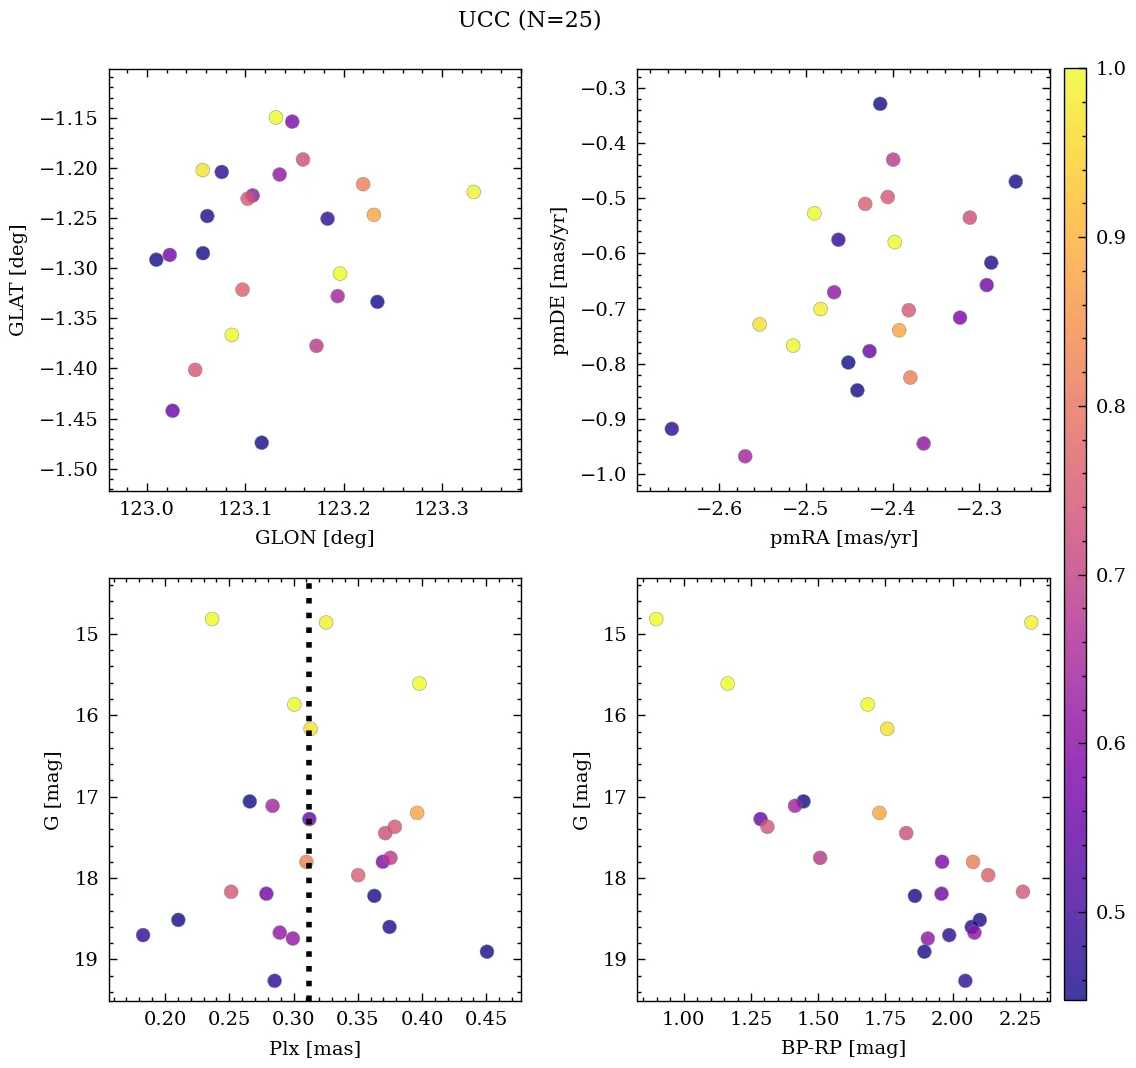 UCC (N=25)
−1.15
−1.20
−1.25
−1.30
−1.35
−1.40
−1.45
−1.50
GLAT [deg]
123.0 123.1 123.2 123.3
GLON [deg]
−0.3
−0.4
−0.5
−0.6
−0.7
−0.8
−0.9
−1.0
pmDE [mas/yr]
−2.6 −2.5 −2.4 −2.3
pmRA [mas/yr]
15
16
17
18
19
G [mag]
0.20 0.25 0.30 0.35 0.40 0.45
Plx [mas]
15
16
17
18
19
G [mag]
1.00 1.25 1.50 1.75 2.00 2.25
BP-RP [mag]
1.0
0.9
0.8
0.7
0.6
0.5